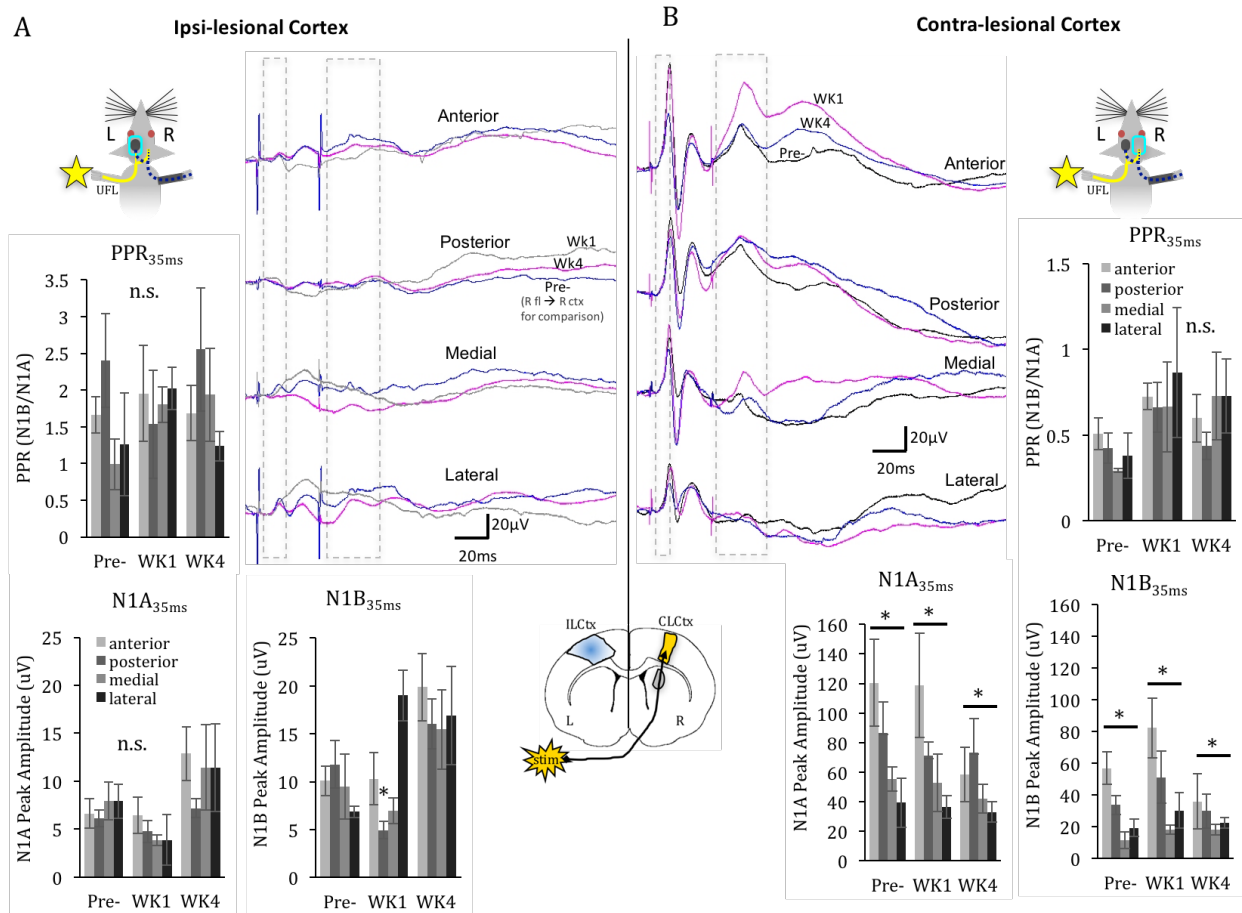 A
Ipsi-lesional Cortex
B
Contra-lesional Cortex
L R
UFL
Anterior
Posterior
Wk1
Wk4
Pre-
(R fl → R ctx
for comparison)
Medial
Lateral
20μV
20ms
WK1
WK4
Pre-
Anterior
Posterior
Medial
20μV
20ms
Lateral
L R
UFL
PPR35ms
n.s.
PPR (N1B/N1A)
3.5
3
2.5
2
1.5
1
0.5
0
Pre- WK1 WK4
PPR35ms
anterior
posterior
medial
lateral
n.s.
PPR (N1B/N1A)
1.5
1
0.5
0
Pre- WK1 WK4
N1A35ms
anterior
posterior
medial
lateral
n.s.
N1A Peak Amplitude (uV)
25
20
15
10
5
0
Pre- WK1 WK4
N1B35ms
N1B Peak Amplitude (uV)
25
20
15
10
5
0
*
Pre- WK1 WK4
ILCtx CLCtx
L R
stim
N1A35ms
N1A Peak Amplitude (uV)
160
140
120
100
80
60
40
20
0
* * *
Pre- WK1 WK4
N1B35ms
N1B Peak Amplitude (uV)
160
140
120
100
80
60
40
20
0
* * *
Pre- WK1 WK4